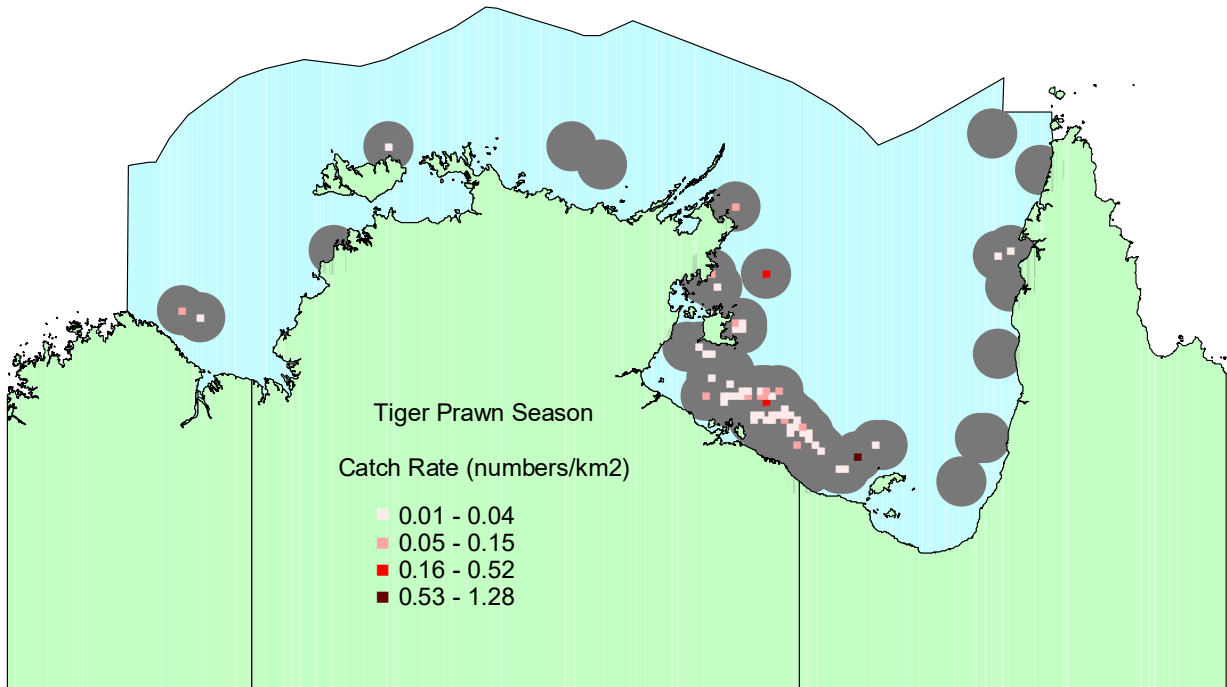 Tiger Prawn Season
Catch Rate (numbers/km2)
0.01 - 0.04
0.05 - 0.15
0.16 - 0.52
0.53 - 1.28